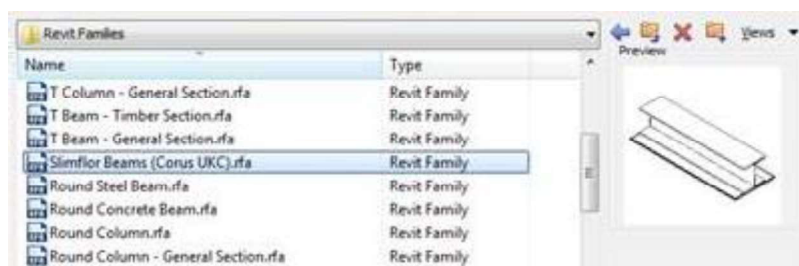 Revit Families
Views
Preview
Name Type
T Column - General Section.rfa Revit Family
T Beam - Timber Section.rfa Revit Family
T Beam - General Section.rfa Revit Family
Slimflor Beams (Corus UKC).rfa Revit Family
Round Steel Beam.rfa Revit Family
Round Concrete Beam.rfa Revit Family
Round Column.rfa Revit Family
Round Column - General Section.rfa Revit Family